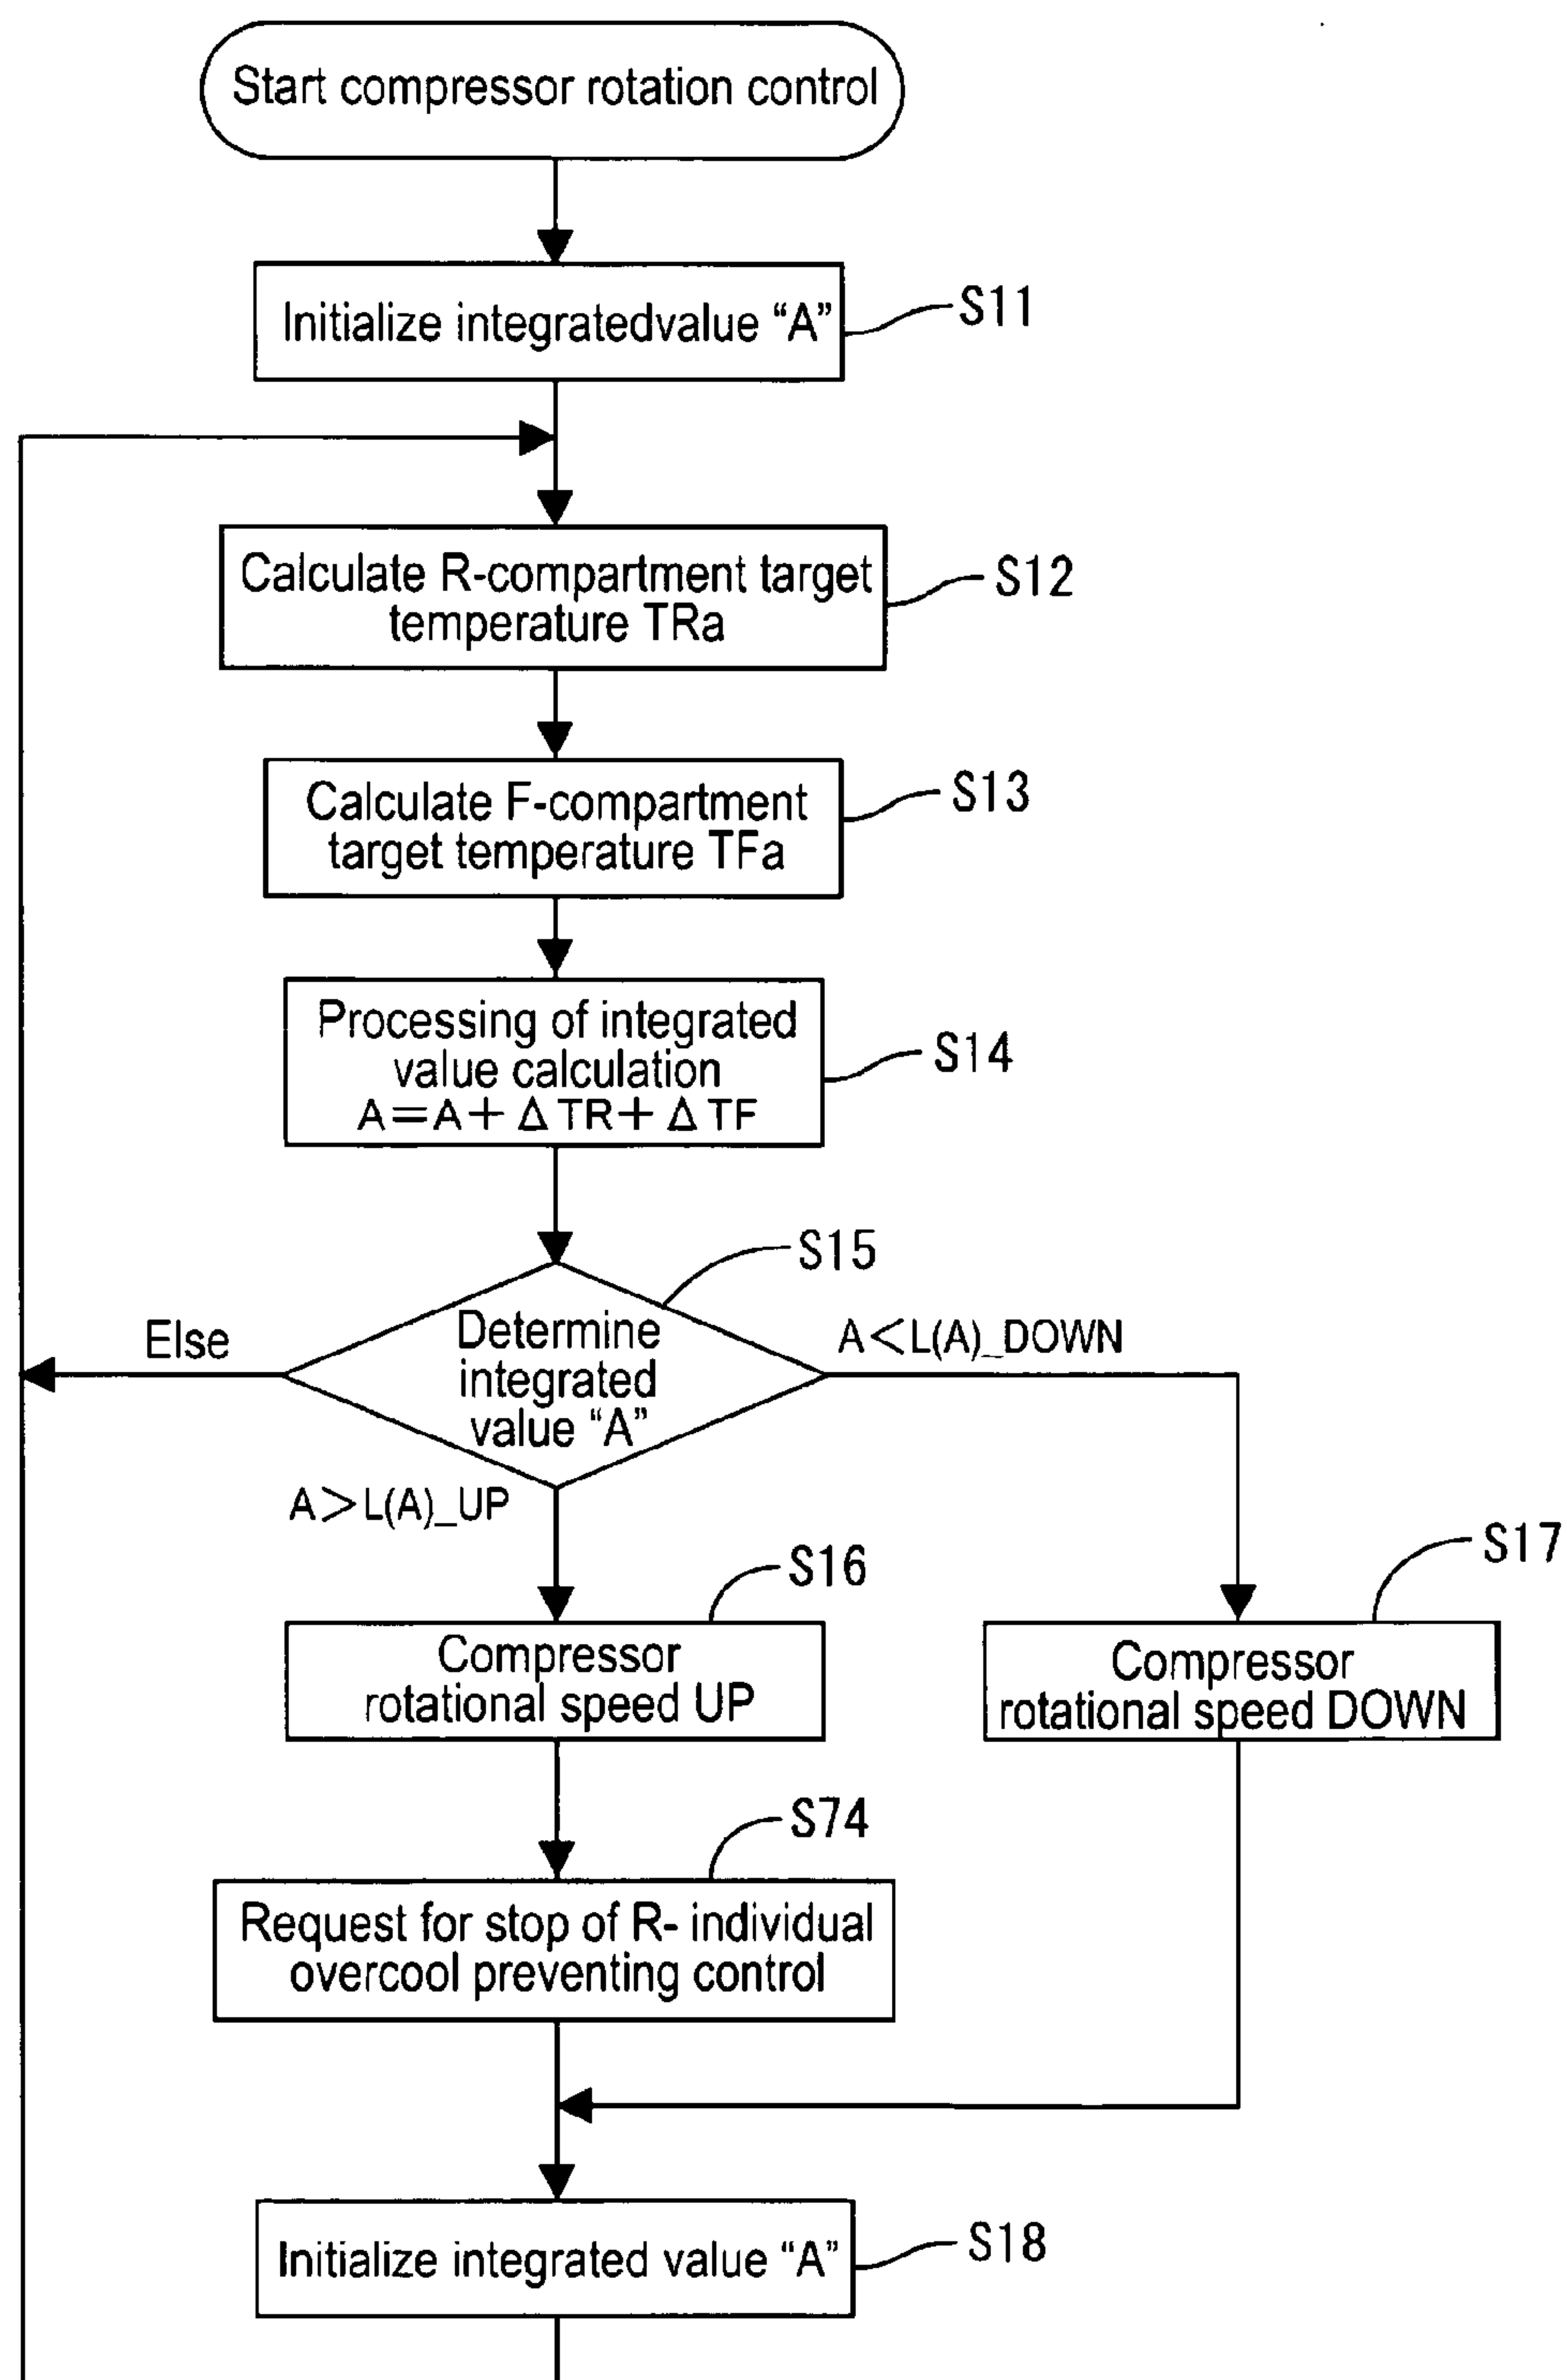 Start compressor rotation control
Initialize integratedvalue “A”
S11
Calculate R-compartment target
temperature TRa
S12
Calculate F-compartment
target temperature TFa
S13
Processing of integrated
value calculation
A=A+ΔTR+ΔTF
S14
S15
Determine
integrated
value “A”
Else
A<L(A)_DOWN
A>L(A)_UP
S16
Compressor
rotational speed UP
S17
Compressor
rotational speed DOWN
S74
Request for stop of R- individual
overcool preventing control
Initialize integrated value “A”
S18